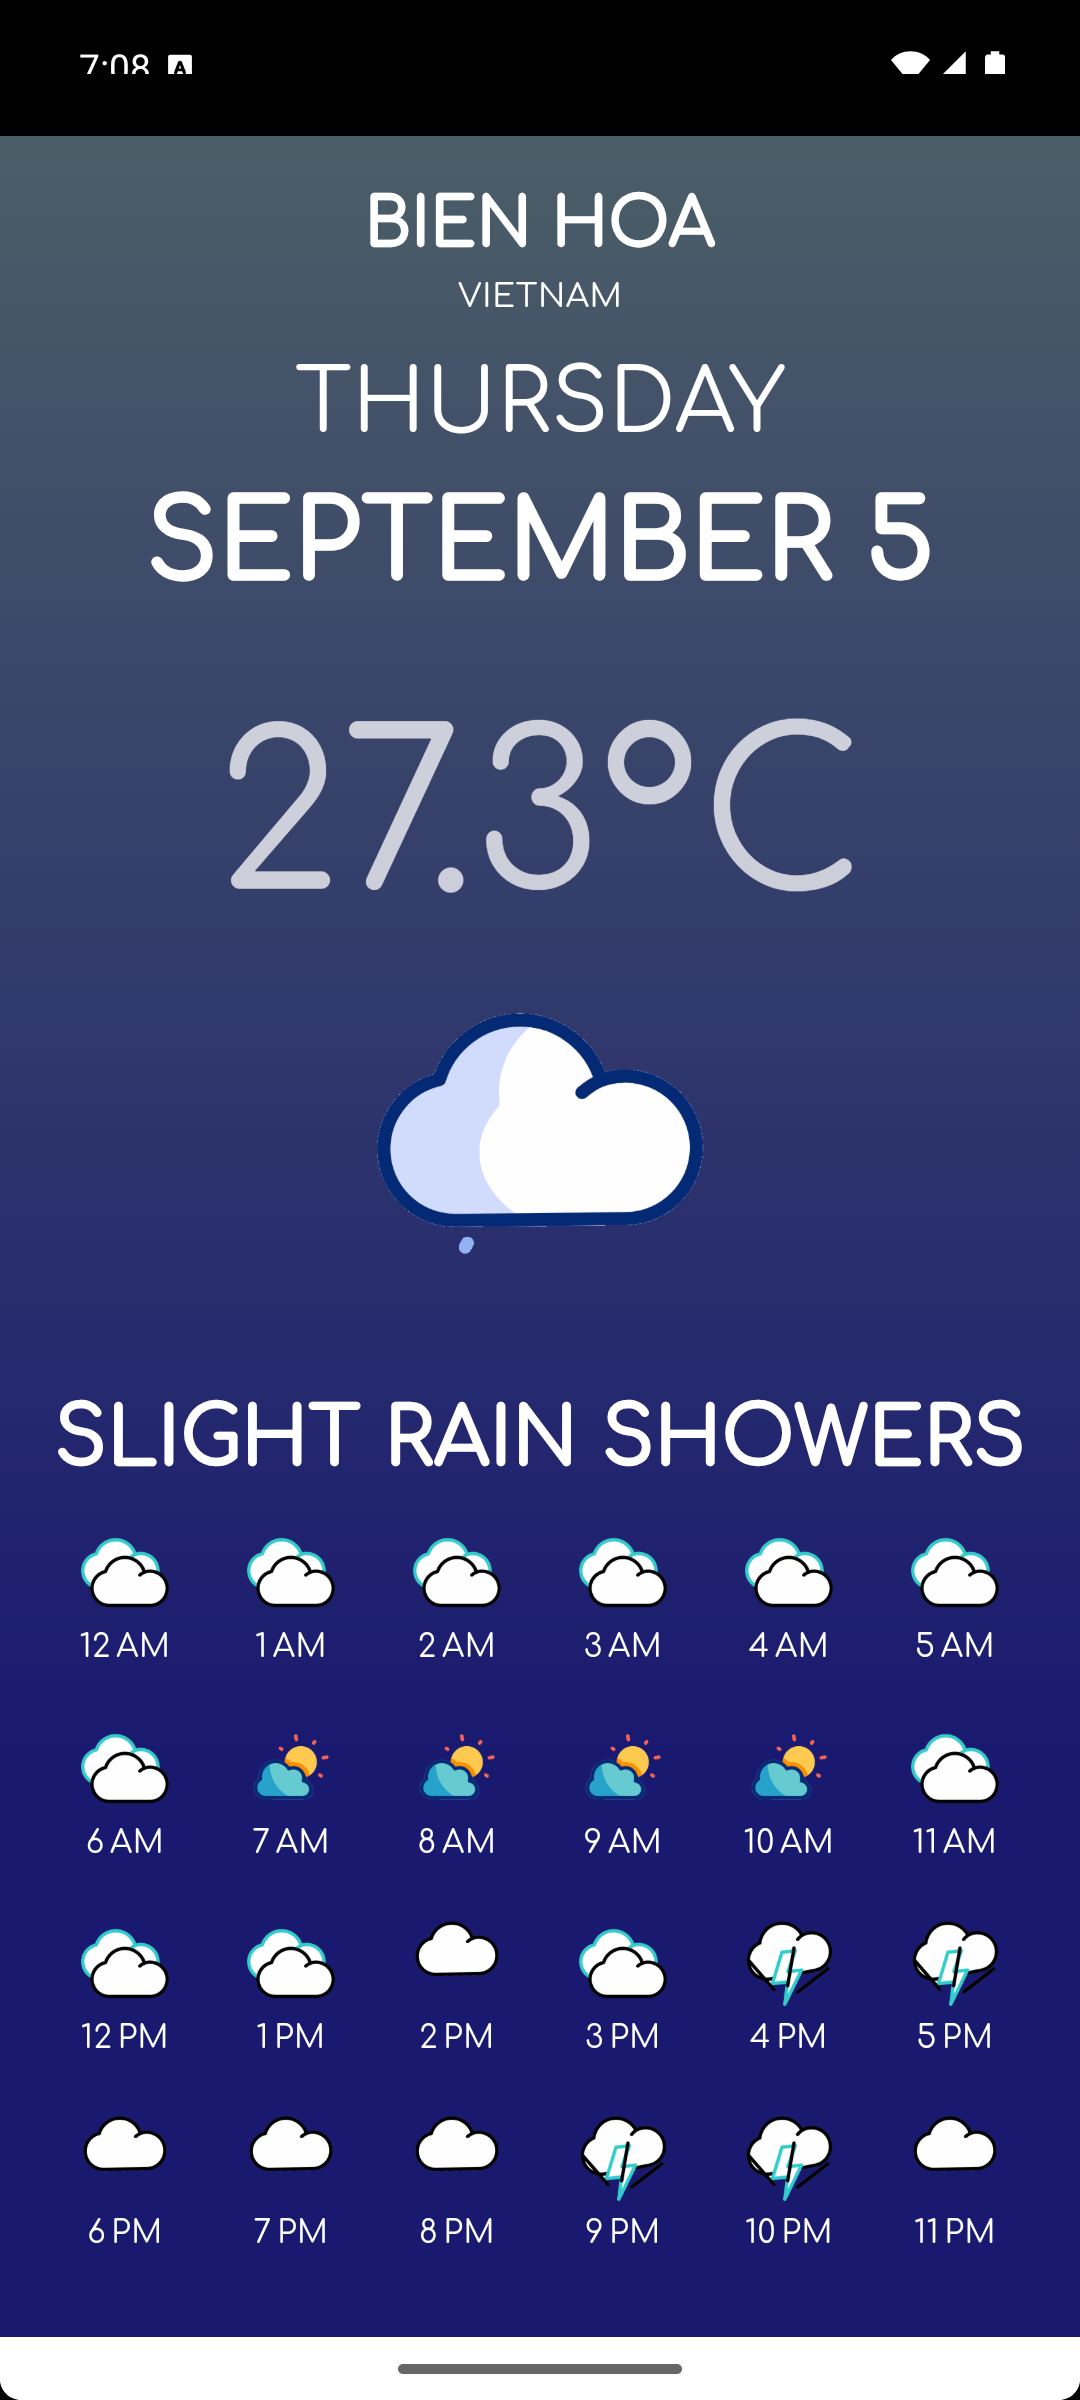 7:08
BIEN HOA
VIETNAM
THURSDAY
SEPTEMBER 5
27.3°C
SLIGHT RAIN SHOWERS
12 AM 1 AM 2 AM 3 AM 4 AM 5 AM
6 AM 7 AM 8 AM 9 AM 10 AM 11 AM
12 PM 1 PM 2 PM 3 PM 4 PM 5 PM
6 PM 7 PM 8 PM 9 PM 10 PM 11 PM